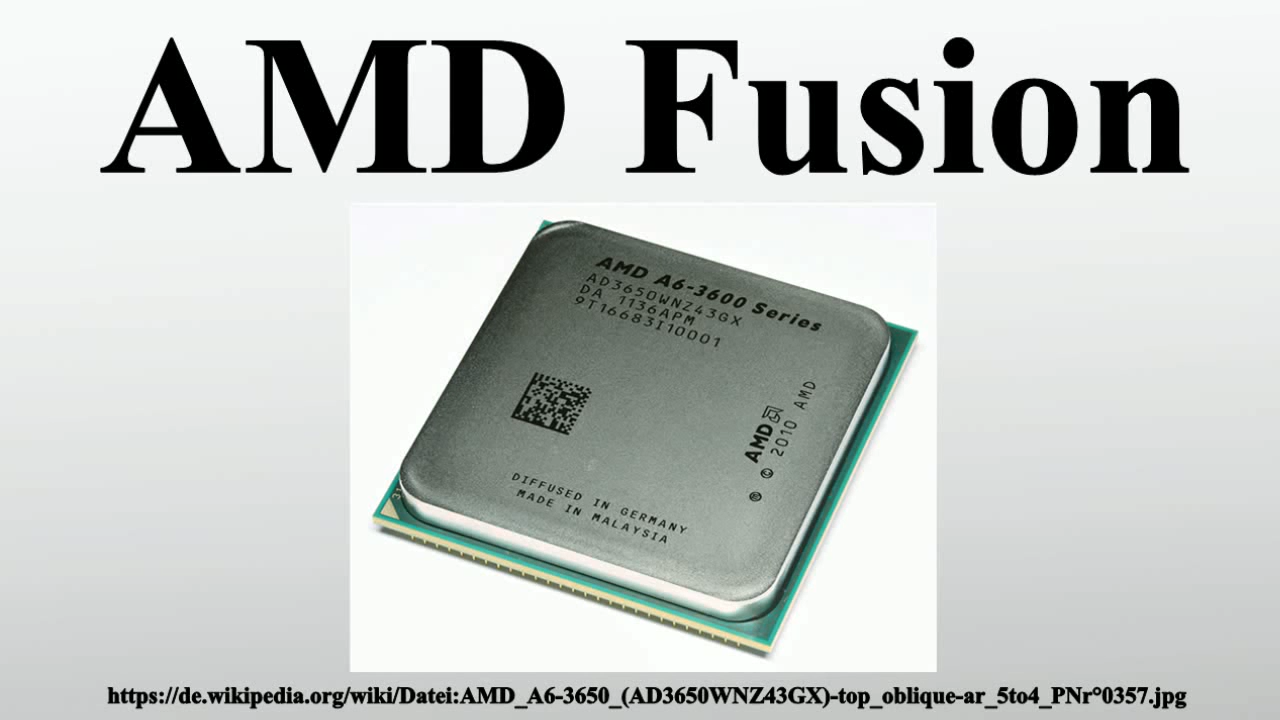 AMD Fusion
AMD A6-3600 Series
AD3650WNZ43GX
DA 1136APM
9T16683I10001
AMD
© 2010 AMD
DIFFUSED IN GERMANY
MADE IN MALAYSIA
https://de.wikipedia.org/wiki/Datei:AMD_A6-3650_(AD3650WNZ43GX)-top_oblique-ar_5to4_PNr°0357.jpg